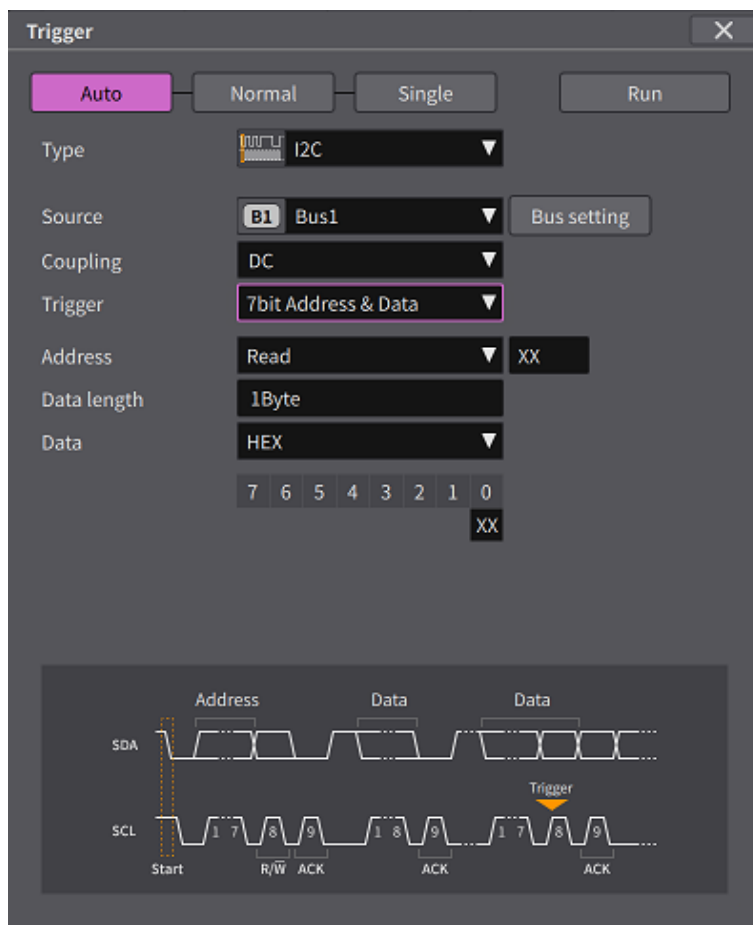 Trigger
Auto Normal Single Run
Type I2C
Source B1 Bus1 Bus setting
Coupling DC
Trigger 7bit Address & Data
Address Read XX
Data length 1Byte
Data HEX
7 6 5 4 3 2 1 0
XX
Address Data Data
SDA
Trigger
SCL 1 7 8 9 1 8 9 1 7 8 9
Start R/W̅ ACK ACK ACK